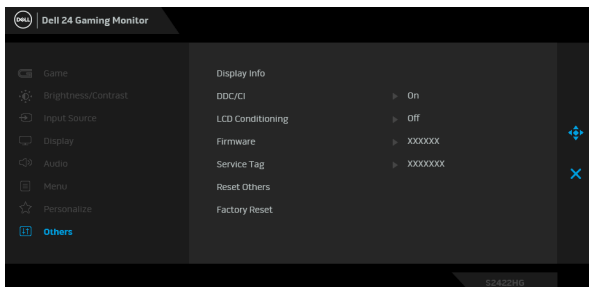 DELL Dell 24 Gaming Monitor
Game
Brightness/Contrast
Input Source
Display
Audio
Menu
Personalize
Others
Display Info
DDC/CI On
LCD Conditioning Off
Firmware XXXXXX
Service Tag XXXXXXX
Reset Others
Factory Reset
S2422HG